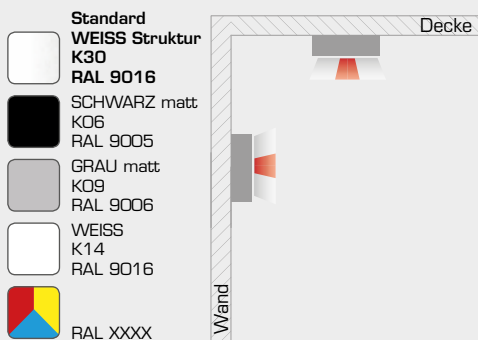 Standard
WEISS Struktur
K30
RAL 9016
SCHWARZ matt
K06
RAL 9005
GRAU matt
K09
RAL 9006
WEISS
K14
RAL 9016
RAL XXXX
Decke
Wand